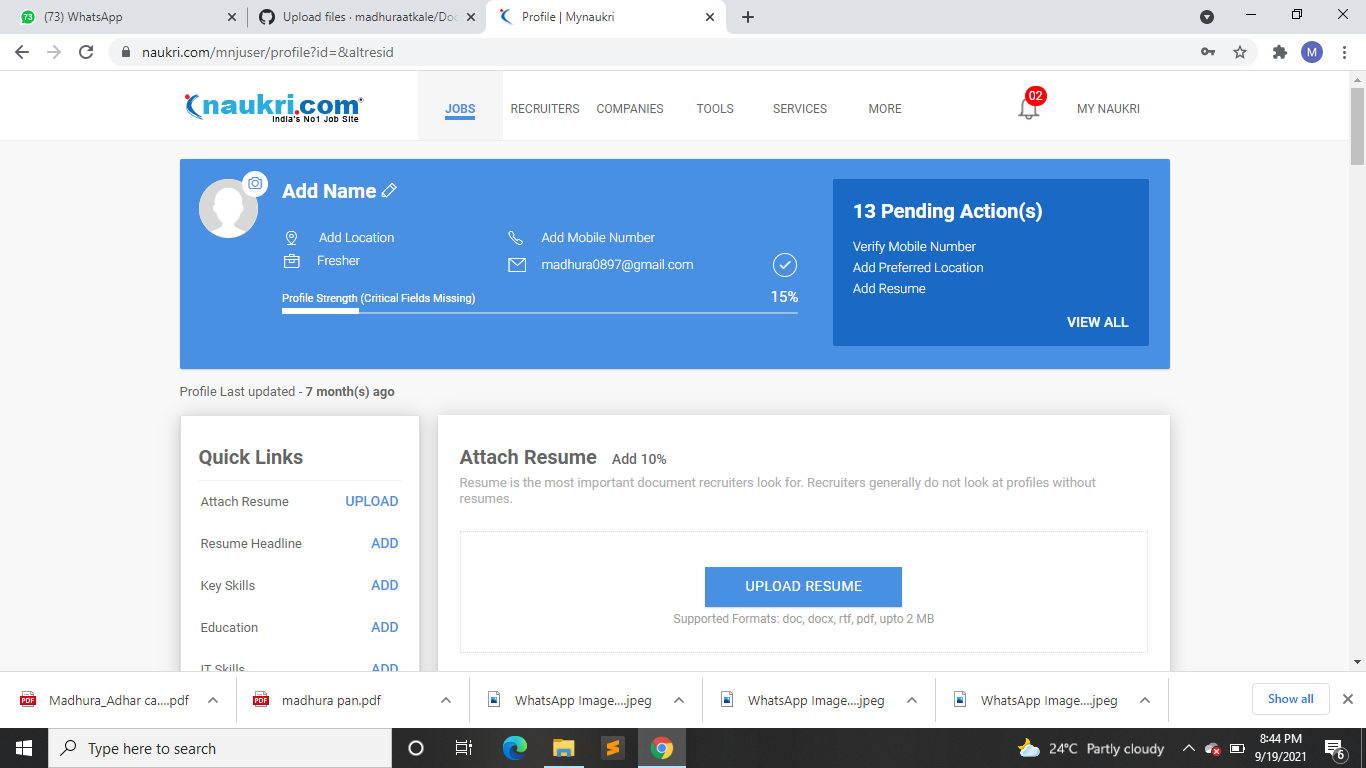 73 (73) WhatsApp
Upload files · madhuraatkale/Doc
Profile | Mynaukri
naukri.com/mnjuser/profile?id=&altresid
M
naukri.com
India's No1 Job Site
JOBS
RECRUITERS
COMPANIES
TOOLS
SERVICES
MORE
02
MY NAUKRI
Add Name
Add Location
Add Mobile Number
Fresher
madhura0897@gmail.com
Profile Strength (Critical Fields Missing)
15%
13 Pending Action(s)
Verify Mobile Number
Add Preferred Location
Add Resume
VIEW ALL
Profile Last updated - 7 month(s) ago
Quick Links
Attach Resume UPLOAD
Resume Headline ADD
Key Skills ADD
Education ADD
IT Skills ADD
Attach Resume Add 10%
Resume is the most important document recruiters look for. Recruiters generally do not look at profiles without
resumes.
UPLOAD RESUME
Supported Formats: doc, docx, rtf, pdf, upto 2 MB
PDF Madhura_Adhar ca....pdf
PDF madhura pan.pdf
WhatsApp Image....jpeg
WhatsApp Image....jpeg
WhatsApp Image....jpeg
Show all
Type here to search
24°C Partly cloudy
8:44 PM
9/19/2021
6